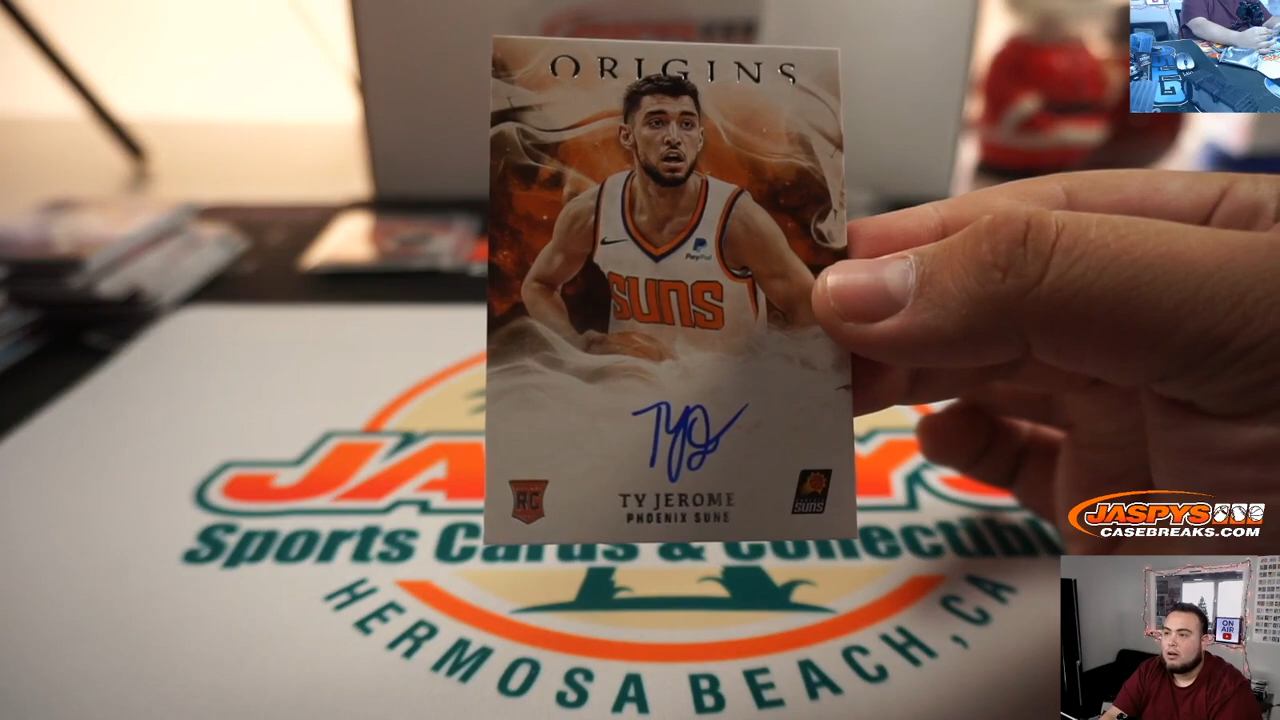 ORIGINS
PayPal
SUNS
RC
TY JEROME
PHOENIX SUNS
SUNS
JASPYS
Sports Cards & Collectibl
HERMOSA BEACH, CA
JASPYS
CASEBREAKS.COM
ON
AIR